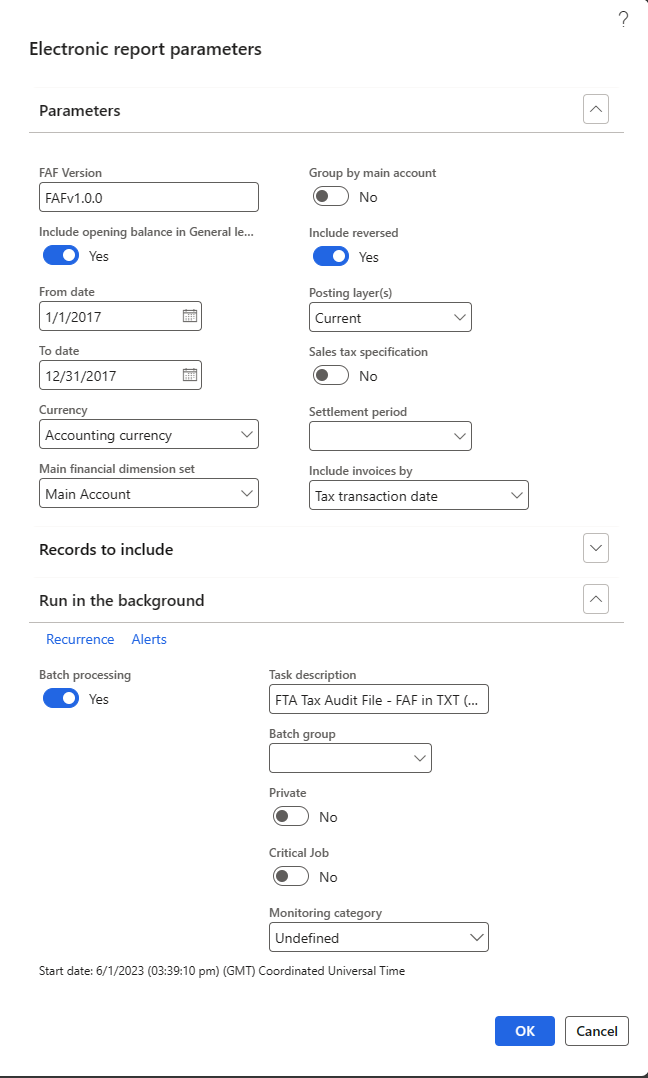 ?
Electronic report parameters
Parameters
FAF Version
FAFv1.0.0
Include opening balance in General le...
Yes
From date
1/1/2017
To date
12/31/2017
Currency
Accounting currency
Main financial dimension set
Main Account
Group by main account
No
Include reversed
Yes
Posting layer(s)
Current
Sales tax specification
No
Settlement period
Include invoices by
Tax transaction date
Records to include
Run in the background
Recurrence Alerts
Batch processing
Yes
Task description
FTA Tax Audit File - FAF in TXT (...
Batch group
Private
No
Critical Job
No
Monitoring category
Undefined
Start date: 6/1/2023 (03:39:10 pm) (GMT) Coordinated Universal Time
OK Cancel